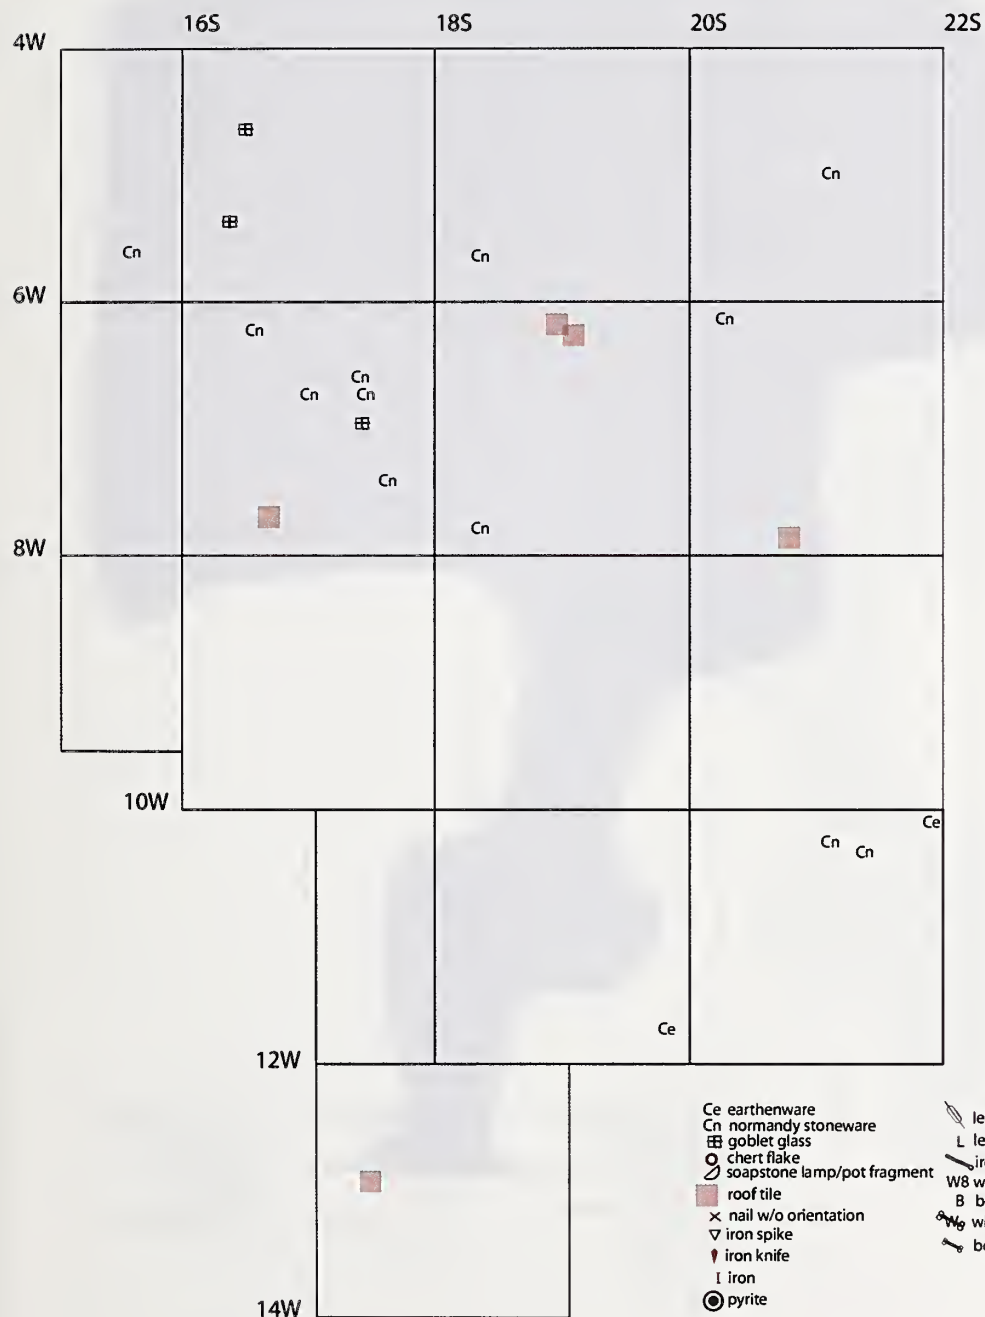 16S 18S 20S 22S
4W
Cn
Cn Cn
6W
Cn
Cn
Cn
Cn Cn
Cn
Cn
8W
10W
Ce
Cn Cn
Ce
12W
Ce earthenware
Cn normandy stoneware
goblet glass
chert flake
soapstone lamp/pot fragment
roof tile
× nail w/o orientation
iron spike
iron knife
I iron
pyrite
L
W8
B
14W